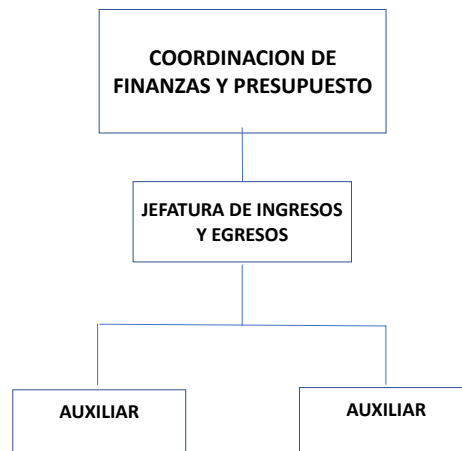 COORDINACION DE
FINANZAS Y PRESUPUESTO
JEFATURA DE INGRESOS
Y EGRESOS
AUXILIAR
AUXILIAR